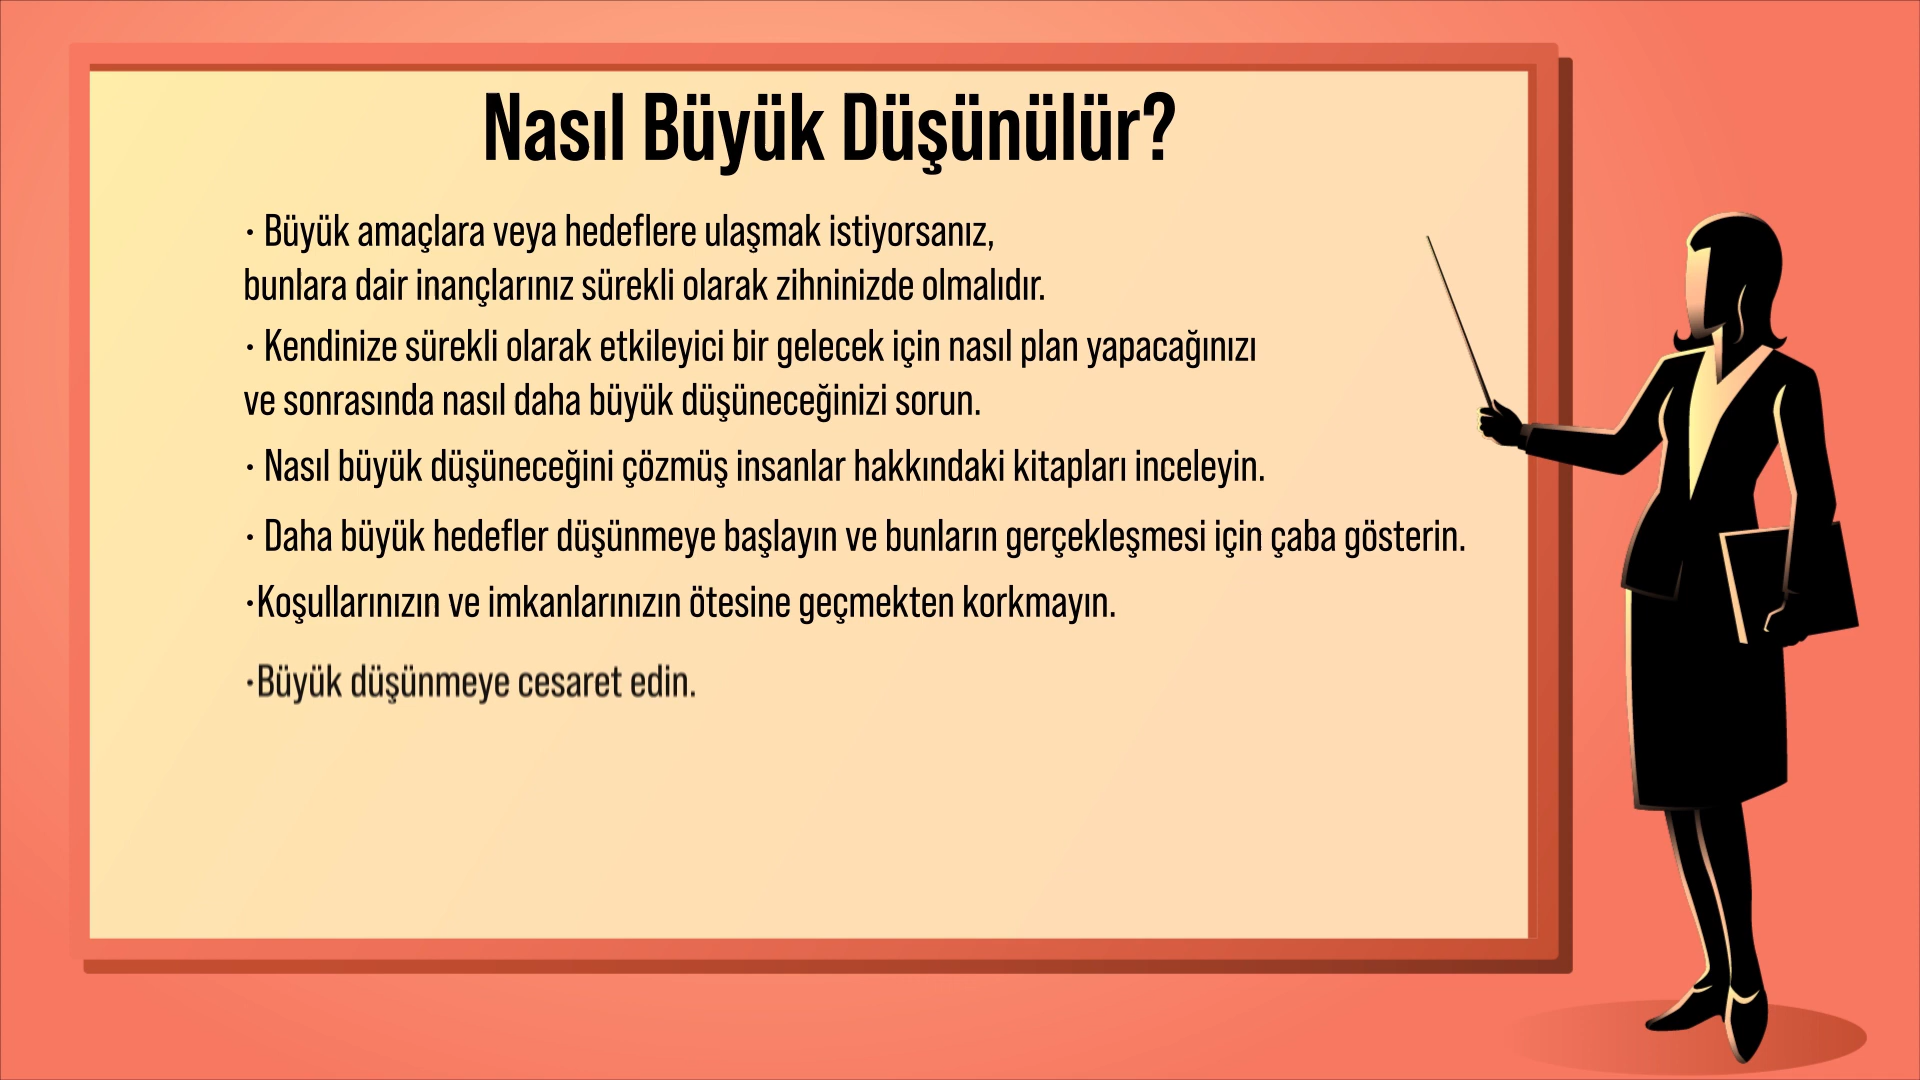 Nasıl Büyük Düşünülür?
· Büyük amaçlara veya hedeflere ulaşmak istiyorsanız,
bunlara dair inançlarınız sürekli olarak zihninizde olmalıdır.
· Kendinize sürekli olarak etkileyici bir gelecek için nasıl plan yapacağınızı
ve sonrasında nasıl daha büyük düşüneceğinizi sorun.
· Nasıl büyük düşüneceğini çözmüş insanlar hakkındaki kitapları inceleyin.
· Daha büyük hedefler düşünmeye başlayın ve bunların gerçekleşmesi için çaba gösterin.
·Koşullarınızın ve imkanlarınızın ötesine geçmekten korkmayın.
·Büyük düşünmeye cesaret edin.